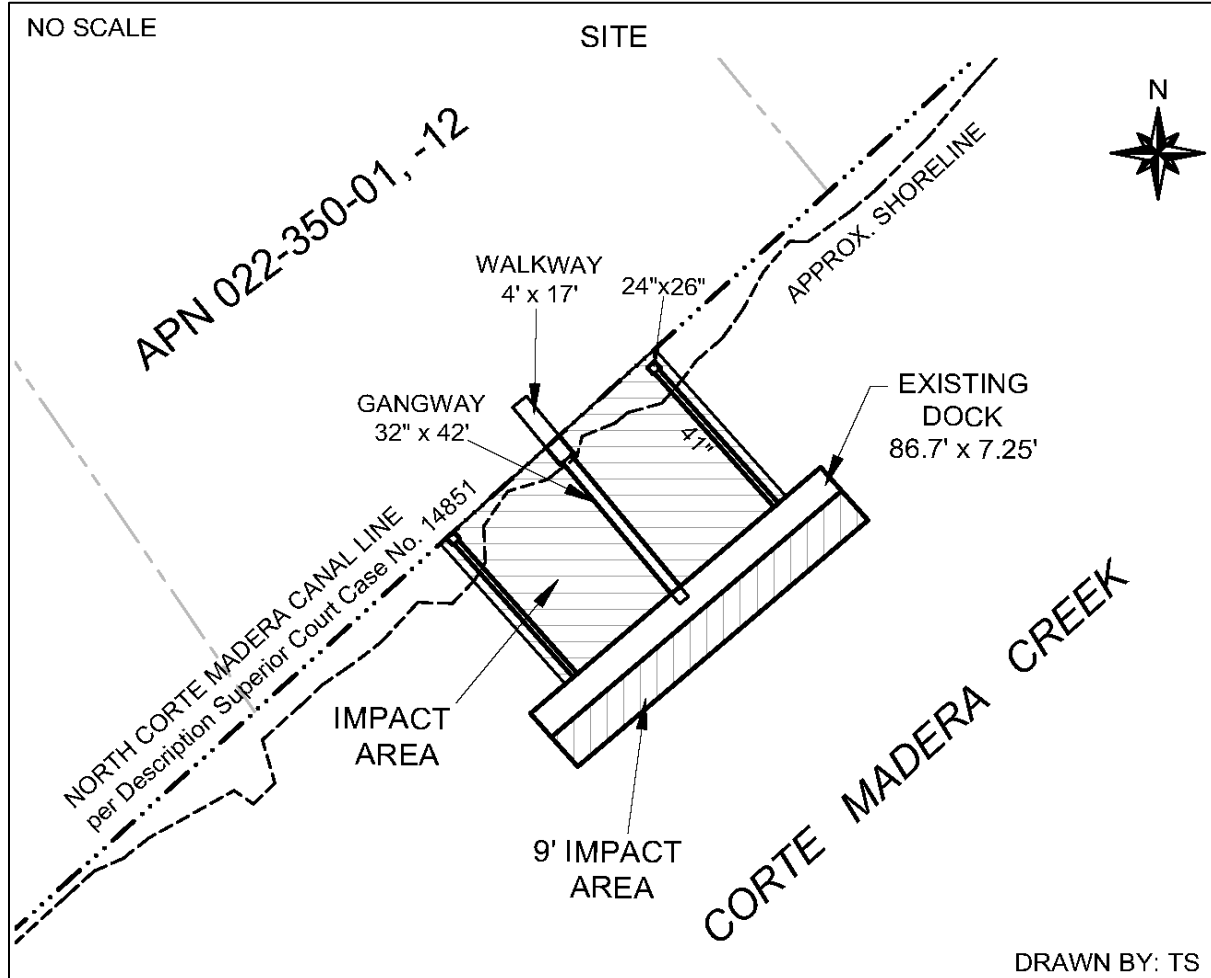 NO SCALE
SITE
N
APN 022-350-01, -12
WALKWAY
4' x 17'
24"x26"
APPROX. SHORELINE
GANGWAY
32" x 42'
41"
EXISTING
DOCK
86.7' x 7.25'
NORTH CORTE MADERA CANAL LINE
per Description Superior Court Case No. 14851
IMPACT
AREA
9' IMPACT
AREA
CORTE MADERA CREEK
DRAWN BY: TS